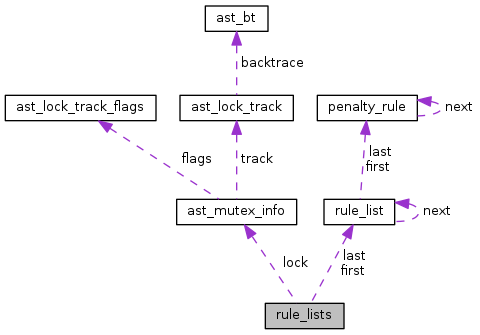 ast_bt
backtrace
ast_lock_track_flags
ast_lock_track
penalty_rule
next
flags
track
last
first
ast_mutex_info
rule_list
next
lock
last
first
rule_lists